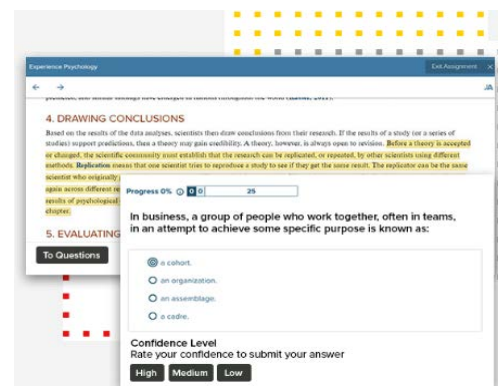 Experience Psychology
Exit Assignment ×
4. DRAWING CONCLUSIONS
Based on the results of the data analyses, scientists then draw conclusions from their research. If the results of a study (or a series of
studies) support predictions, then a theory may gain credibility. A theory, however, is always open to revision. Before a theory is accepted
or changed, the scientific community must establish that the research can be replicated, or repeated, by other scientists using different
methods. Replication means that one scientist tries to reproduce a study to see if they get the same result. The replicator can be the same
scientist who originally
again across different re
results of psychological
chapter.
5. EVALUATING
To Questions
Progress 0% 0 0 25
In business, a group of people who work together, often in teams,
in an attempt to achieve some specific purpose is known as:
a cohort.
an organization.
an assemblage.
a cadre.
Confidence Level
Rate your confidence to submit your answer
High Medium Low